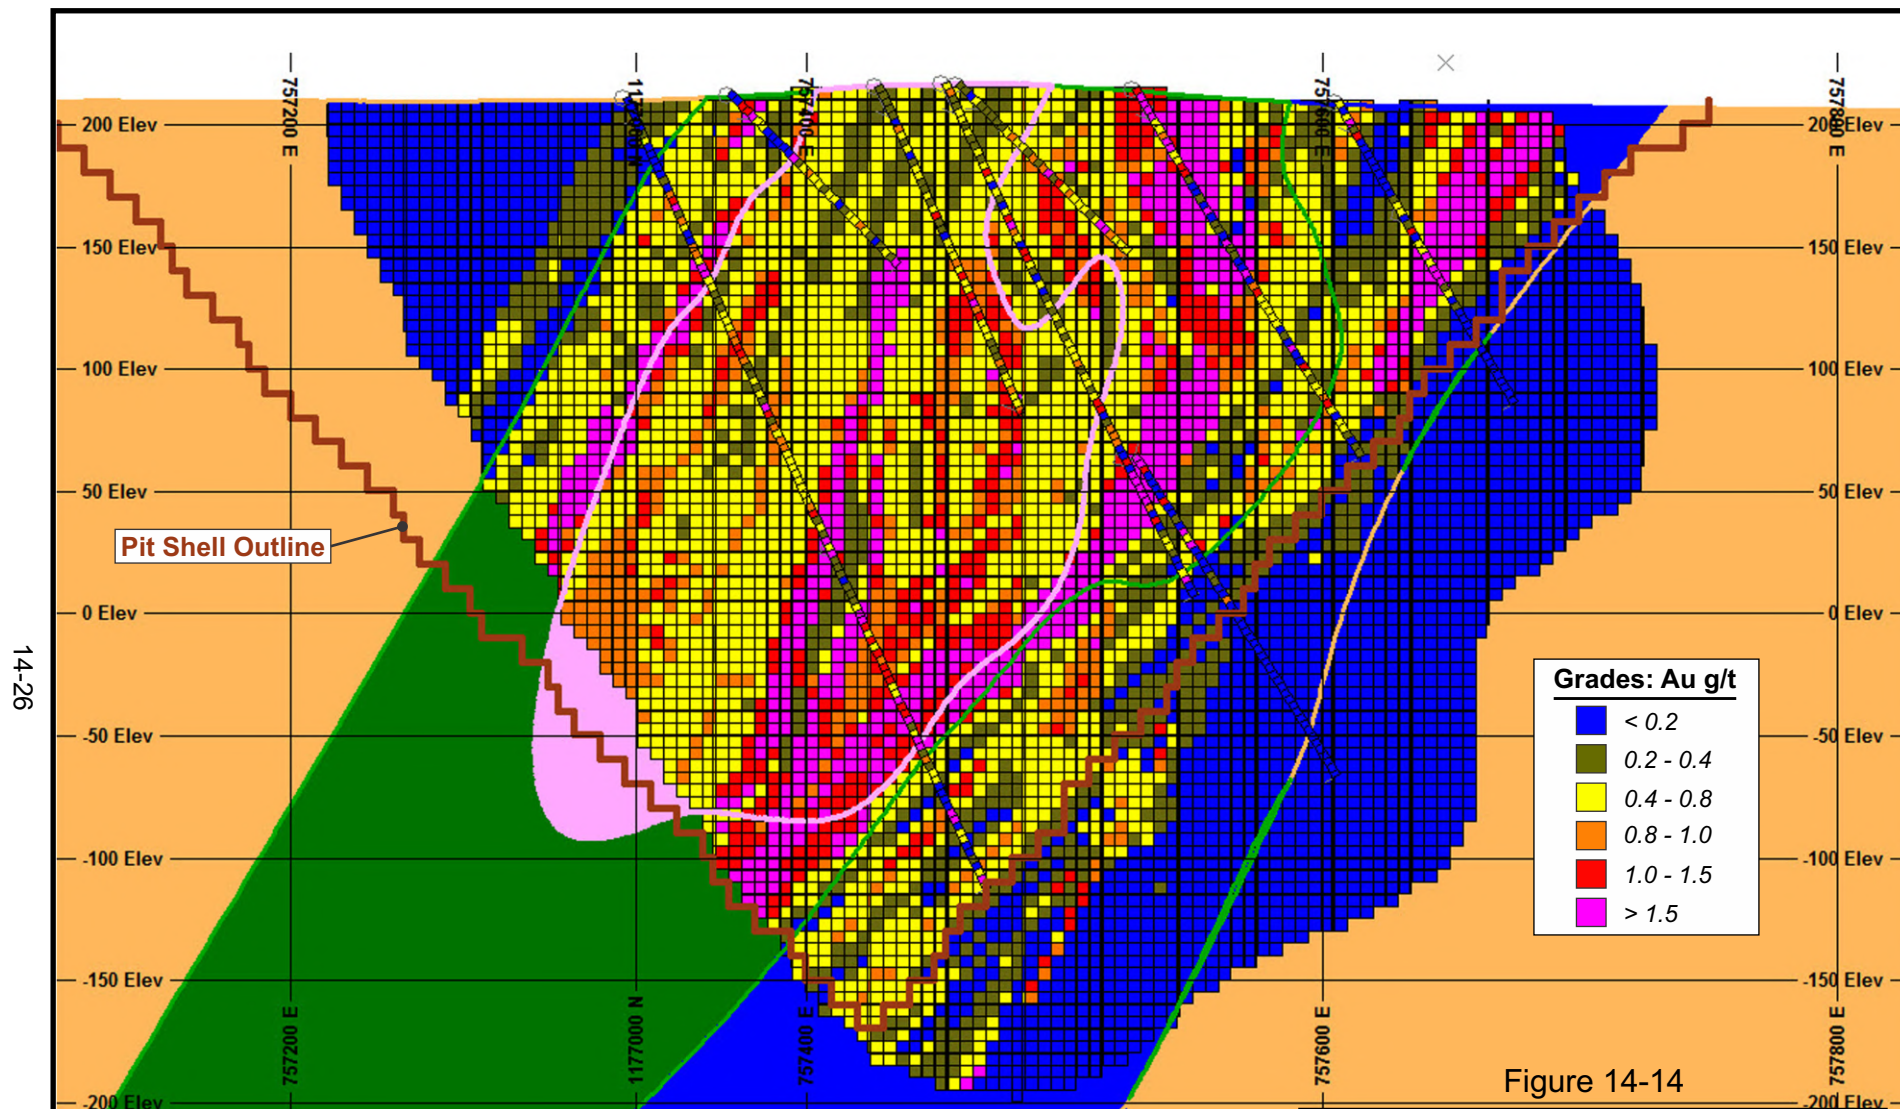 757200 E
1177000 N
757400 E
757600 E
757800 E
200 Elev
200 Elev
150 Elev
150 Elev
100 Elev
100 Elev
50 Elev
50 Elev
Pit Shell Outline
0 Elev
0 Elev
14-26
Grades: Au g/t
< 0.2
0.2 - 0.4
0.4 - 0.8
0.8 - 1.0
1.0 - 1.5
> 1.5
-50 Elev
-50 Elev
-100 Elev
-100 Elev
-150 Elev
-150 Elev
757200 E
1177000 N
757400 E
757600 E
757800 E
Figure 14-14
-200 Elev
-200 Elev